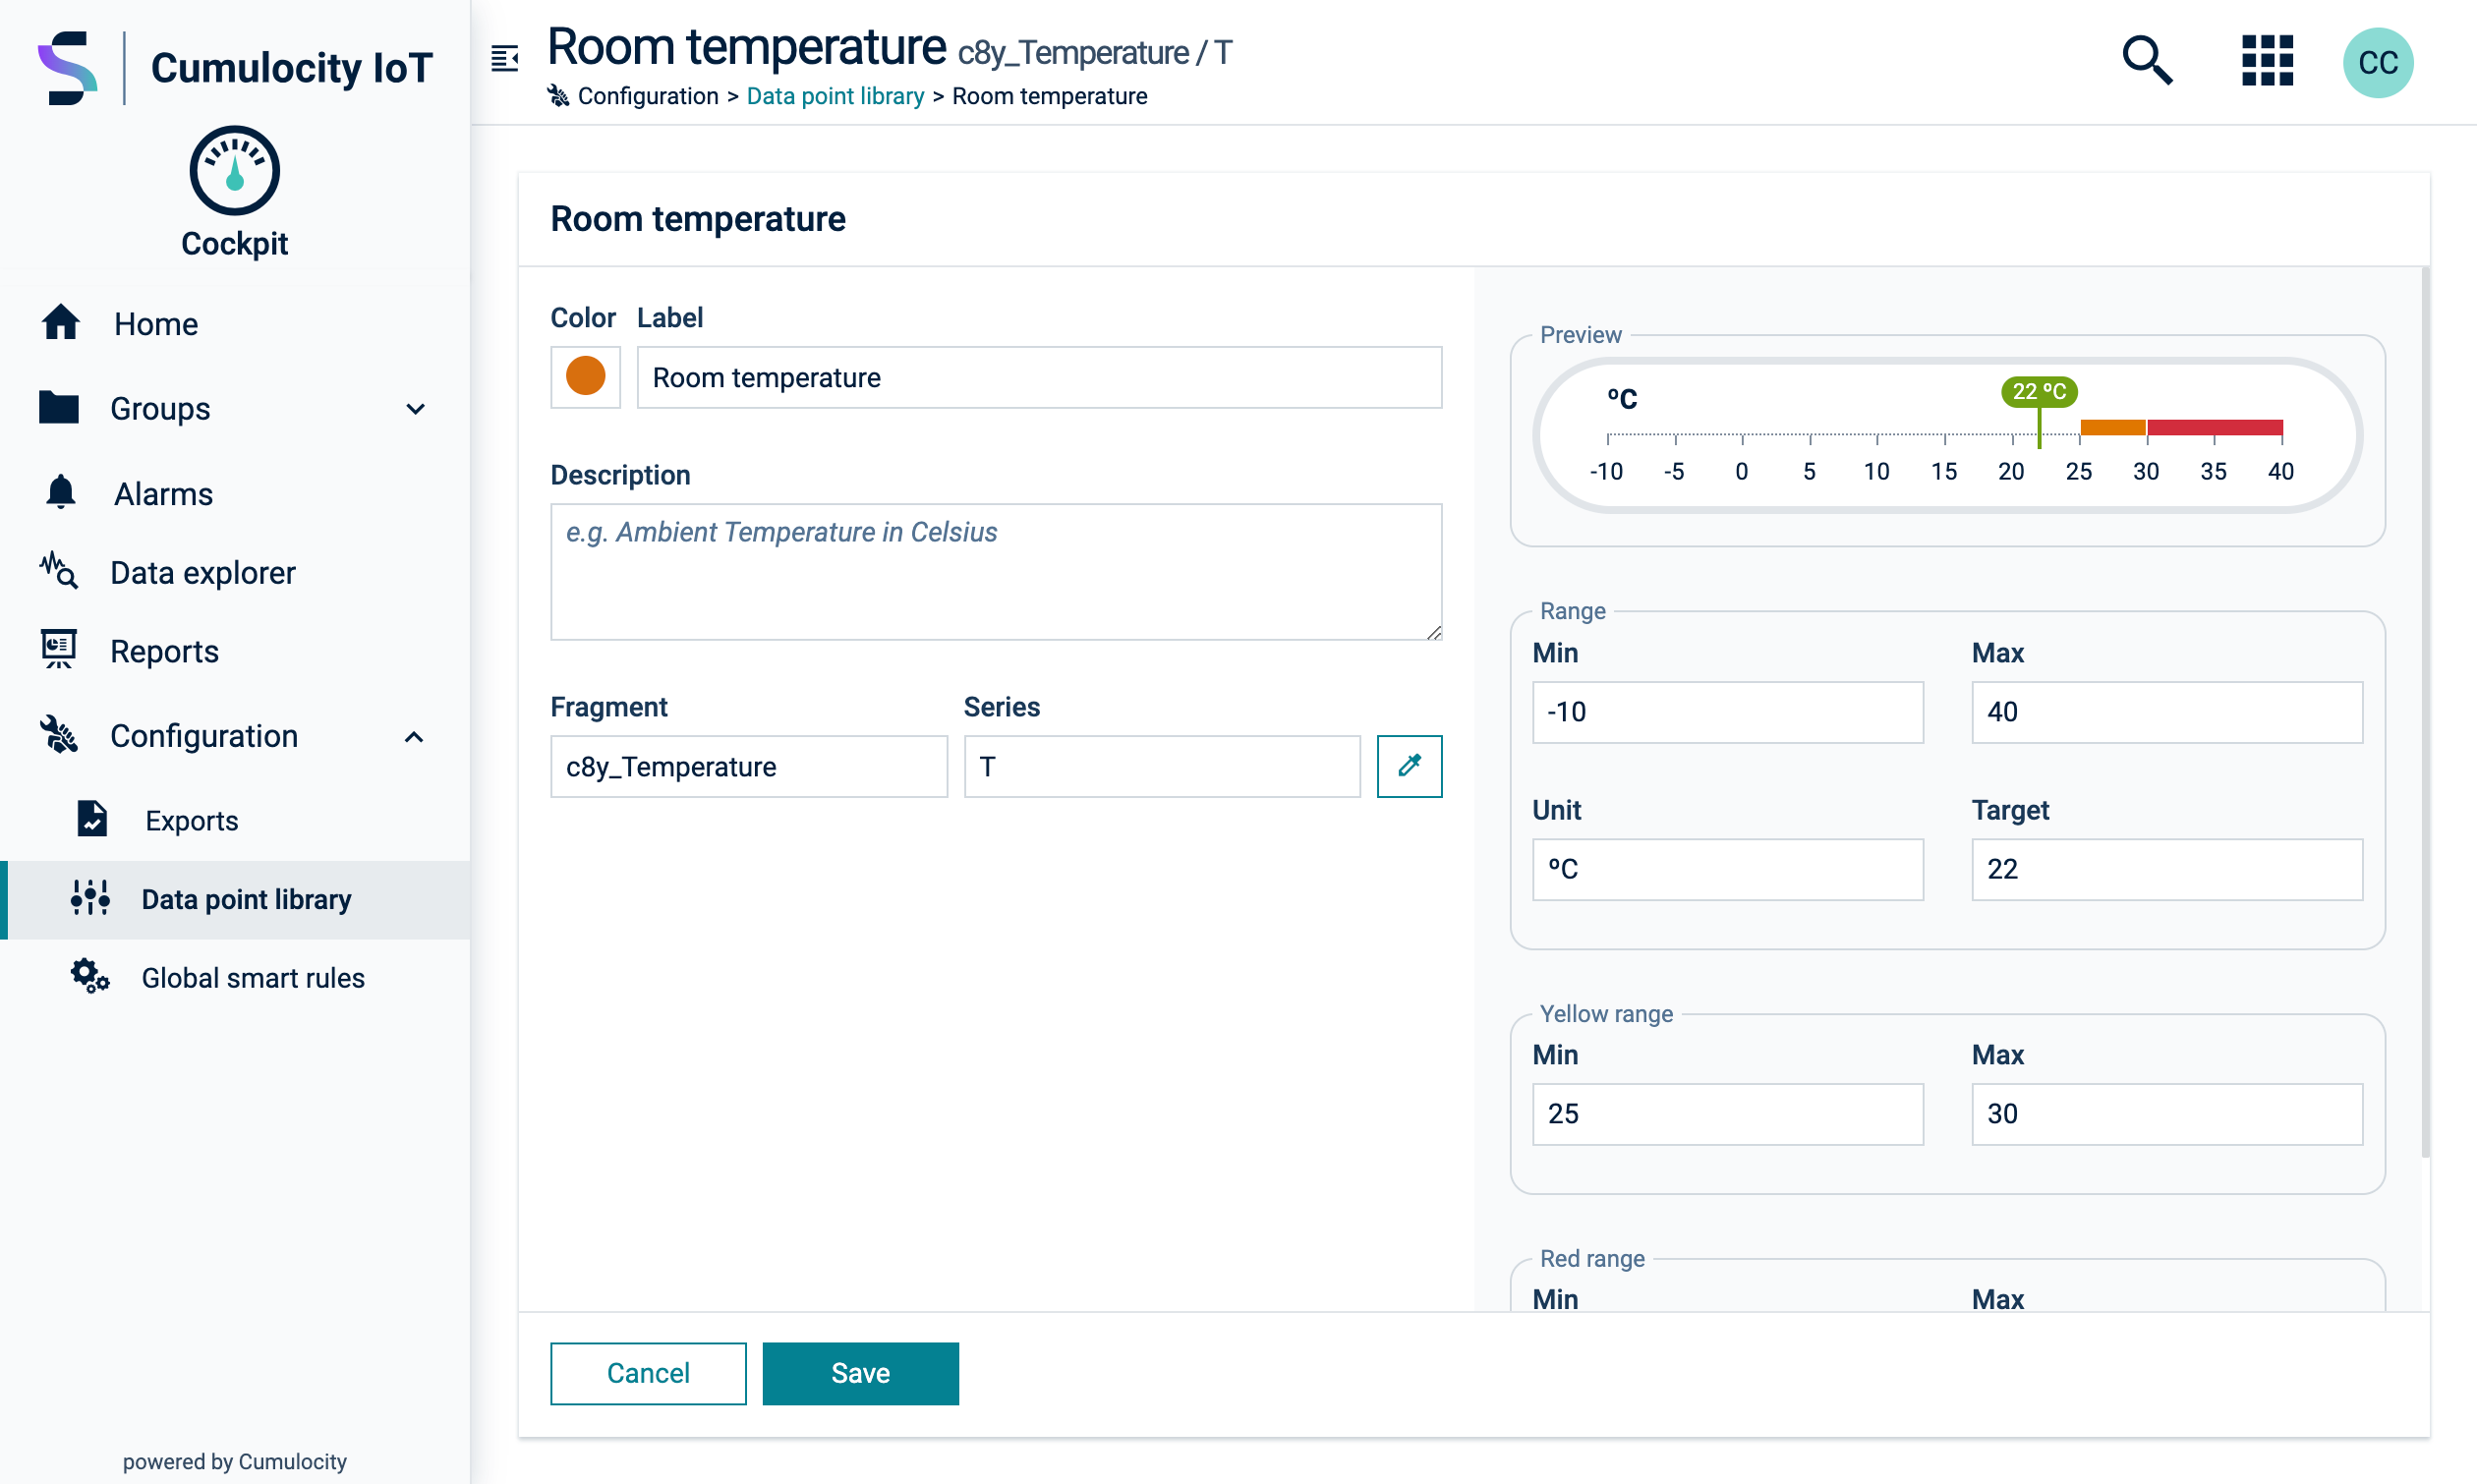 Cumulocity IoT
Cockpit
Home
Groups
Alarms
Data explorer
Reports
Configuration
Exports
Data point library
Global smart rules
powered by Cumulocity
Room temperature c8y_Temperature / T
Configuration > Data point library > Room temperature
CC
Room temperature
Color Label
Room temperature
Description
e.g. Ambient Temperature in Celsius
Fragment Series
c8y_Temperature T
Cancel Save
Preview
22 ºC
ºC
-10 -5 0 5 10 15 20 25 30 35 40
Range
Min Max
-10 40
Unit Target
ºC 22
Yellow range
Min Max
25 30
Red range
Min Max